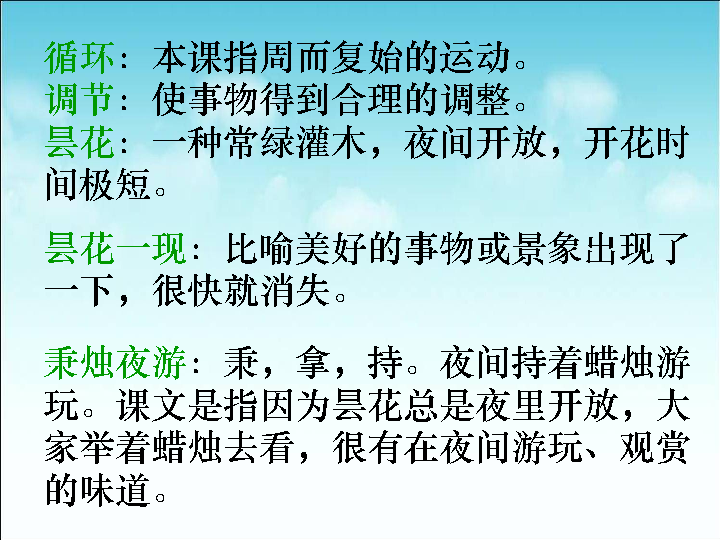 循环：本课指周而复始的运动。
调节：使事物得到合理的调整。
昙花：一种常绿灌木，夜间开放，开花时
间极短。
昙花一现：比喻美好的事物或景象出现了
一下，很快就消失。
秉烛夜游：秉，拿，持。夜间持着蜡烛游
玩。课文是指因为昙花总是夜里开放，大
家举着蜡烛去看，很有在夜间游玩、观赏
的味道。